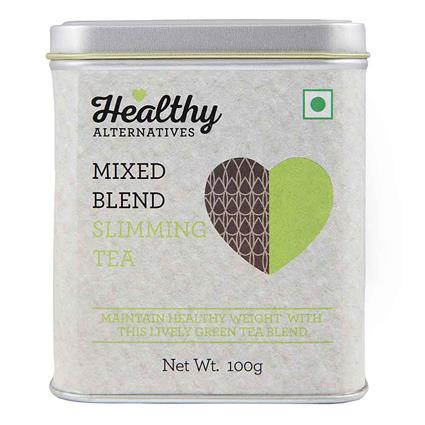 Healthy
ALTERNATIVES
MIXED
BLEND
SLIMMING
TEA
MAINTAIN HEALTHY WEIGHT WITH
THIS LIVELY GREEN TEA BLEND
Net Wt. 100g